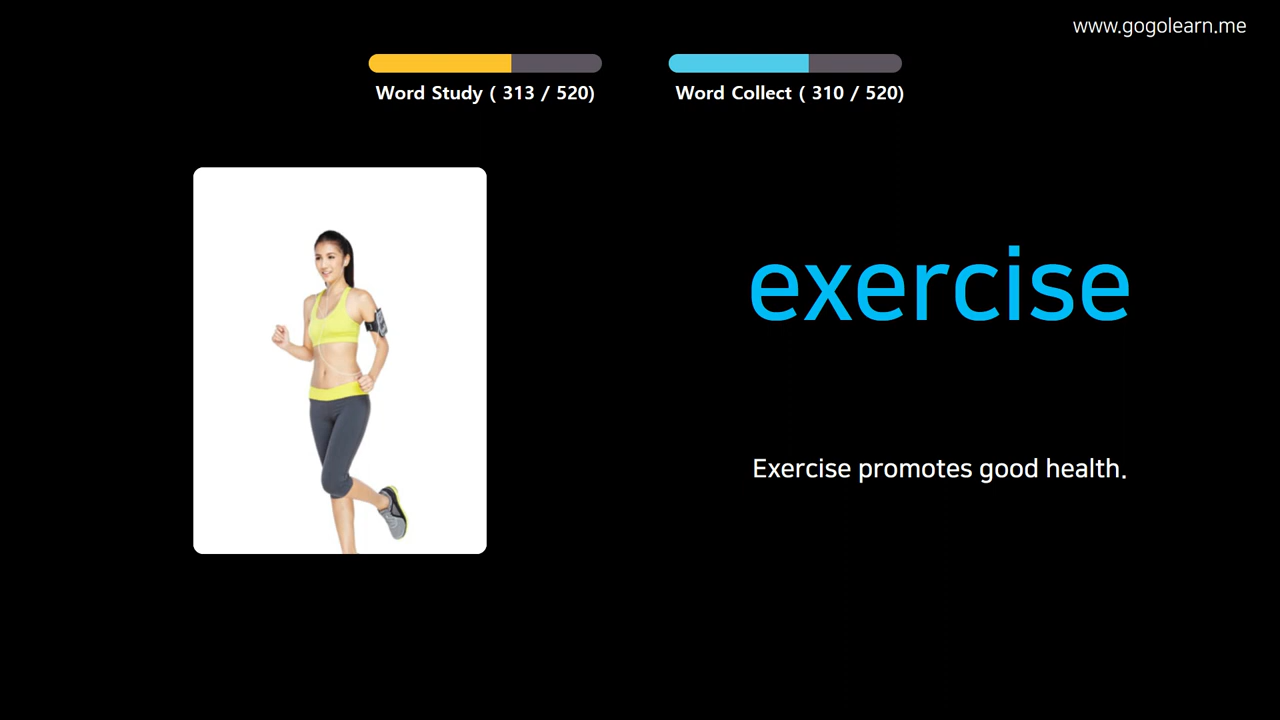 www.gogolearn.me
Word Study ( 313 / 520)
Word Collect ( 310 / 520)
exercise
Exercise promotes good health.